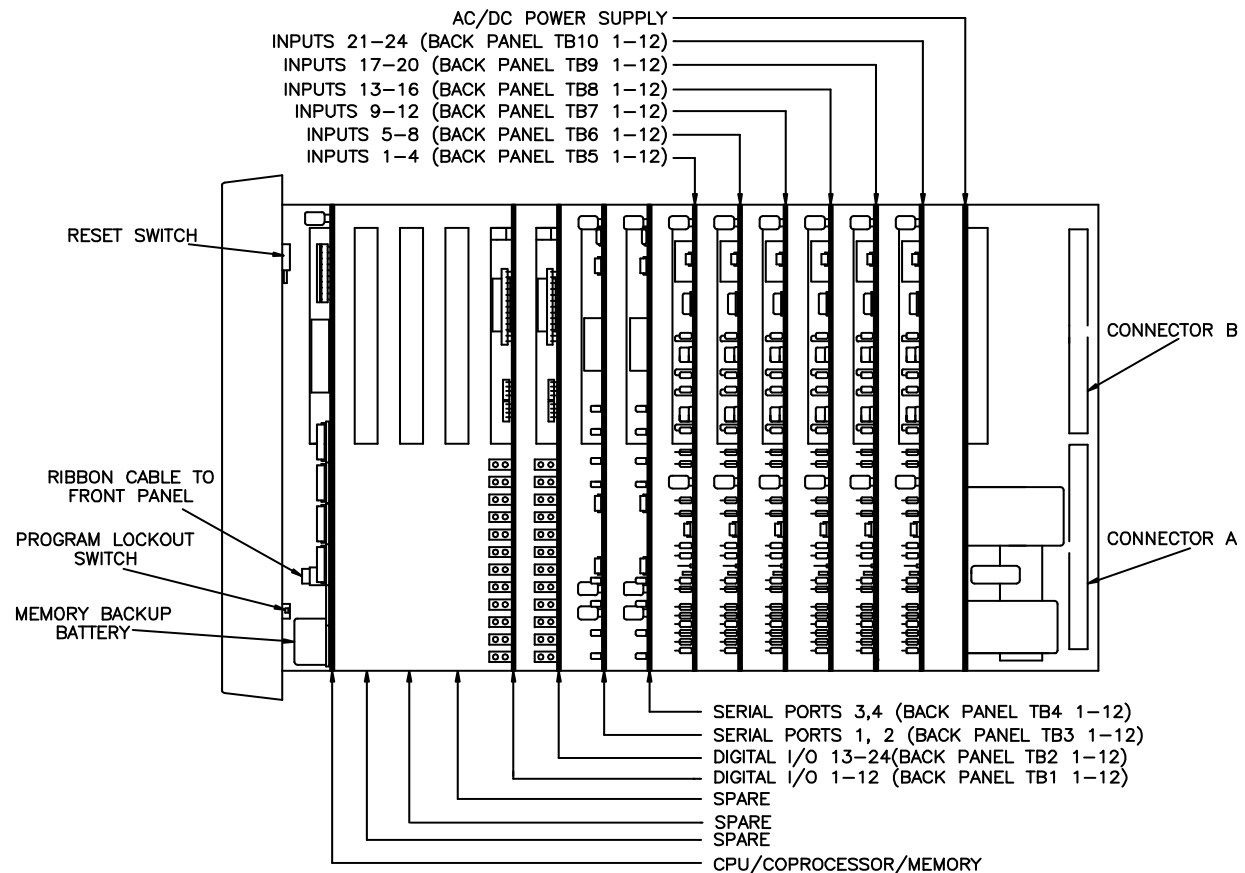 AC/DC POWER SUPPLY
INPUTS 21-24 (BACK PANEL TB10 1-12)
INPUTS 17-20 (BACK PANEL TB9 1-12)
INPUTS 13-16 (BACK PANEL TB8 1-12)
INPUTS 9-12 (BACK PANEL TB7 1-12)
INPUTS 5-8 (BACK PANEL TB6 1-12)
INPUTS 1-4 (BACK PANEL TB5 1-12)
RESET SWITCH
CONNECTOR B
RIBBON CABLE TO
FRONT PANEL
PROGRAM LOCKOUT
SWITCH
CONNECTOR A
MEMORY BACKUP
BATTERY
SERIAL PORTS 3,4 (BACK PANEL TB4 1-12)
SERIAL PORTS 1, 2 (BACK PANEL TB3 1-12)
DIGITAL I/O 13-24(BACK PANEL TB2 1-12)
DIGITAL I/O 1-12 (BACK PANEL TB1 1-12)
SPARE
SPARE
SPARE
CPU/COPROCESSOR/MEMORY